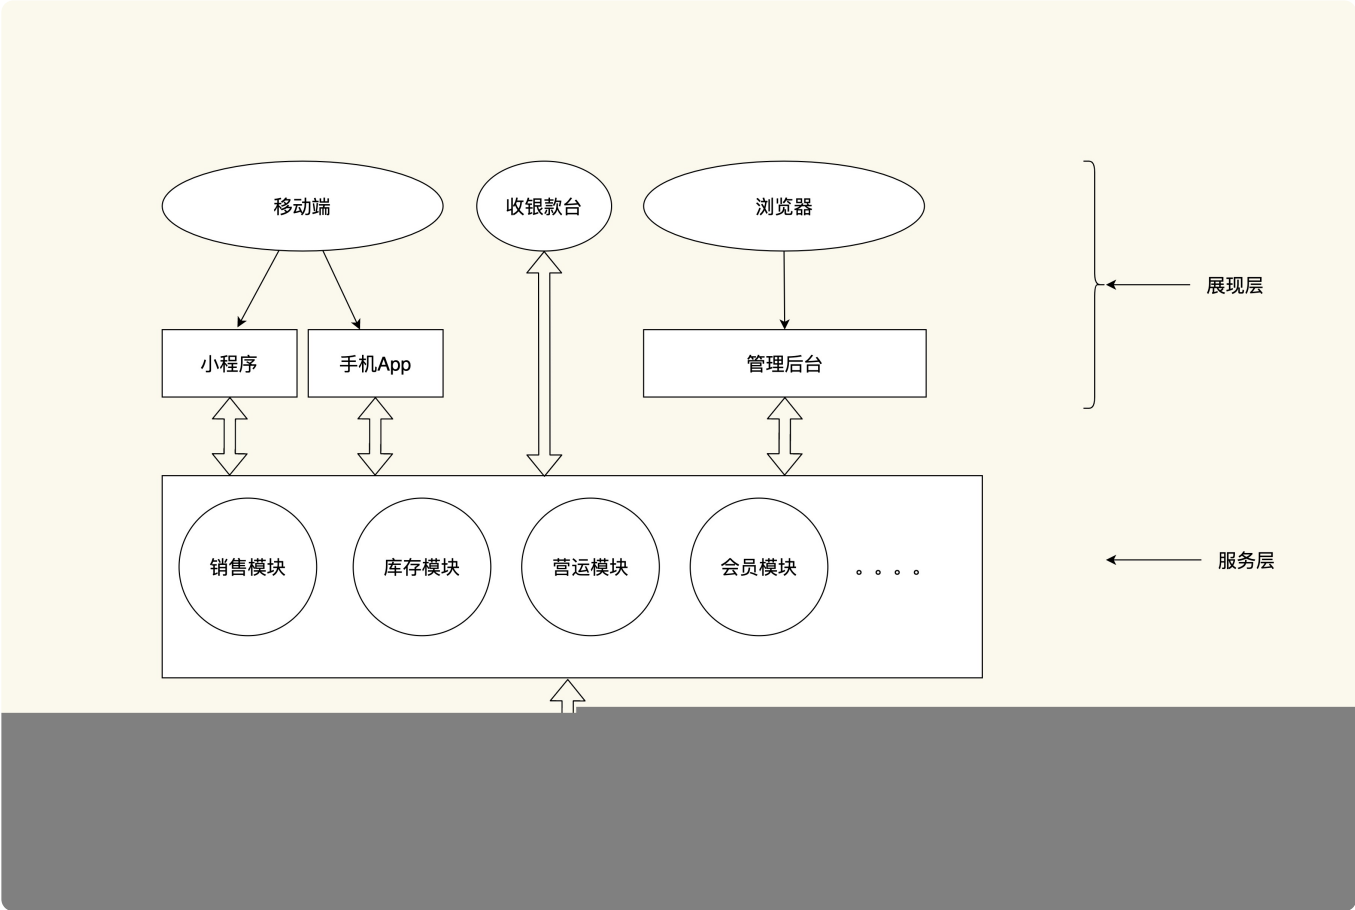 移动端
收银款台
浏览器
展现层
小程序
手机App
管理后台
销售模块
库存模块
营运模块
会员模块
。。。。
服务层